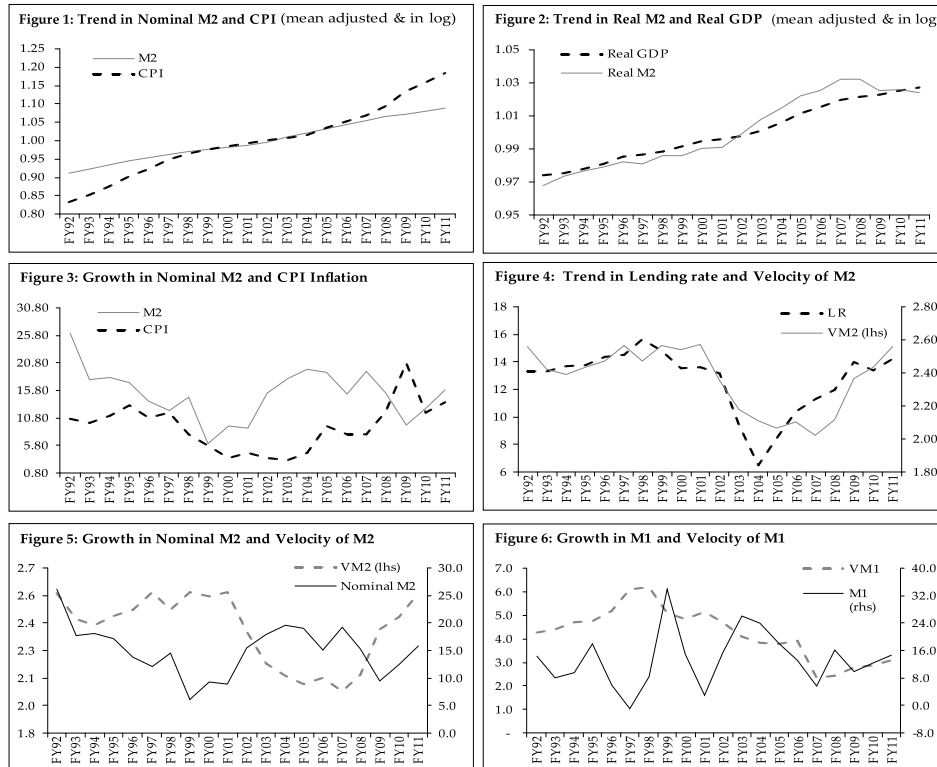 Figure 1: Trend in Nominal M2 and CPI (mean adjusted & in log)
1.25
1.20
1.15
1.10
1.05
1.00
0.95
0.90
0.85
0.80
M2
CPI
FY92 FY93 FY94 FY95 FY96 FY97 FY98 FY99 FY00 FY01 FY02 FY03 FY04 FY05 FY06 FY07 FY08 FY09 FY10 FY11
Figure 2: Trend in Real M2 and Real GDP (mean adjusted & in log
1.05
1.03
1.01
0.99
0.97
0.95
Real GDP
Real M2
FY92 FY93 FY94 FY95 FY96 FY97 FY98 FY99 FY00 FY01 FY02 FY03 FY04 FY05 FY06 FY07 FY08 FY09 FY10 FY11
Figure 3: Growth in Nominal M2 and CPI Inflation
30.80
25.80
20.80
15.80
10.80
5.80
0.80
M2
CPI
FY92 FY93 FY94 FY95 FY96 FY97 FY98 FY99 FY00 FY01 FY02 FY03 FY04 FY05 FY06 FY07 FY08 FY09 FY10 FY11
Figure 4: Trend in Lending rate and Velocity of M2
18
16
14
12
10
8
6
LR
VM2 (lhs)
2.80
2.60
2.40
2.20
2.00
1.80
FY92 FY93 FY94 FY95 FY96 FY97 FY98 FY99 FY00 FY01 FY02 FY03 FY04 FY05 FY06 FY07 FY08 FY09 FY10 FY11
Figure 5: Growth in Nominal M2 and Velocity of M2
2.7
2.6
2.4
2.3
2.1
2.0
1.8
VM2 (lhs)
Nominal M2
30.0
25.0
20.0
15.0
10.0
5.0
0.0
FY92 FY93 FY94 FY95 FY96 FY97 FY98 FY99 FY00 FY01 FY02 FY03 FY04 FY05 FY06 FY07 FY08 FY09 FY10 FY11
Figure 6: Growth in M1 and Velocity of M1
7.0
6.0
5.0
4.0
3.0
2.0
1.0
-
VM1
M1
(rhs)
40.0
32.0
24.0
16.0
8.0
0.0
-8.0
FY92 FY93 FY94 FY95 FY96 FY97 FY98 FY99 FY00 FY01 FY02 FY03 FY04 FY05 FY06 FY07 FY08 FY09 FY10 FY11